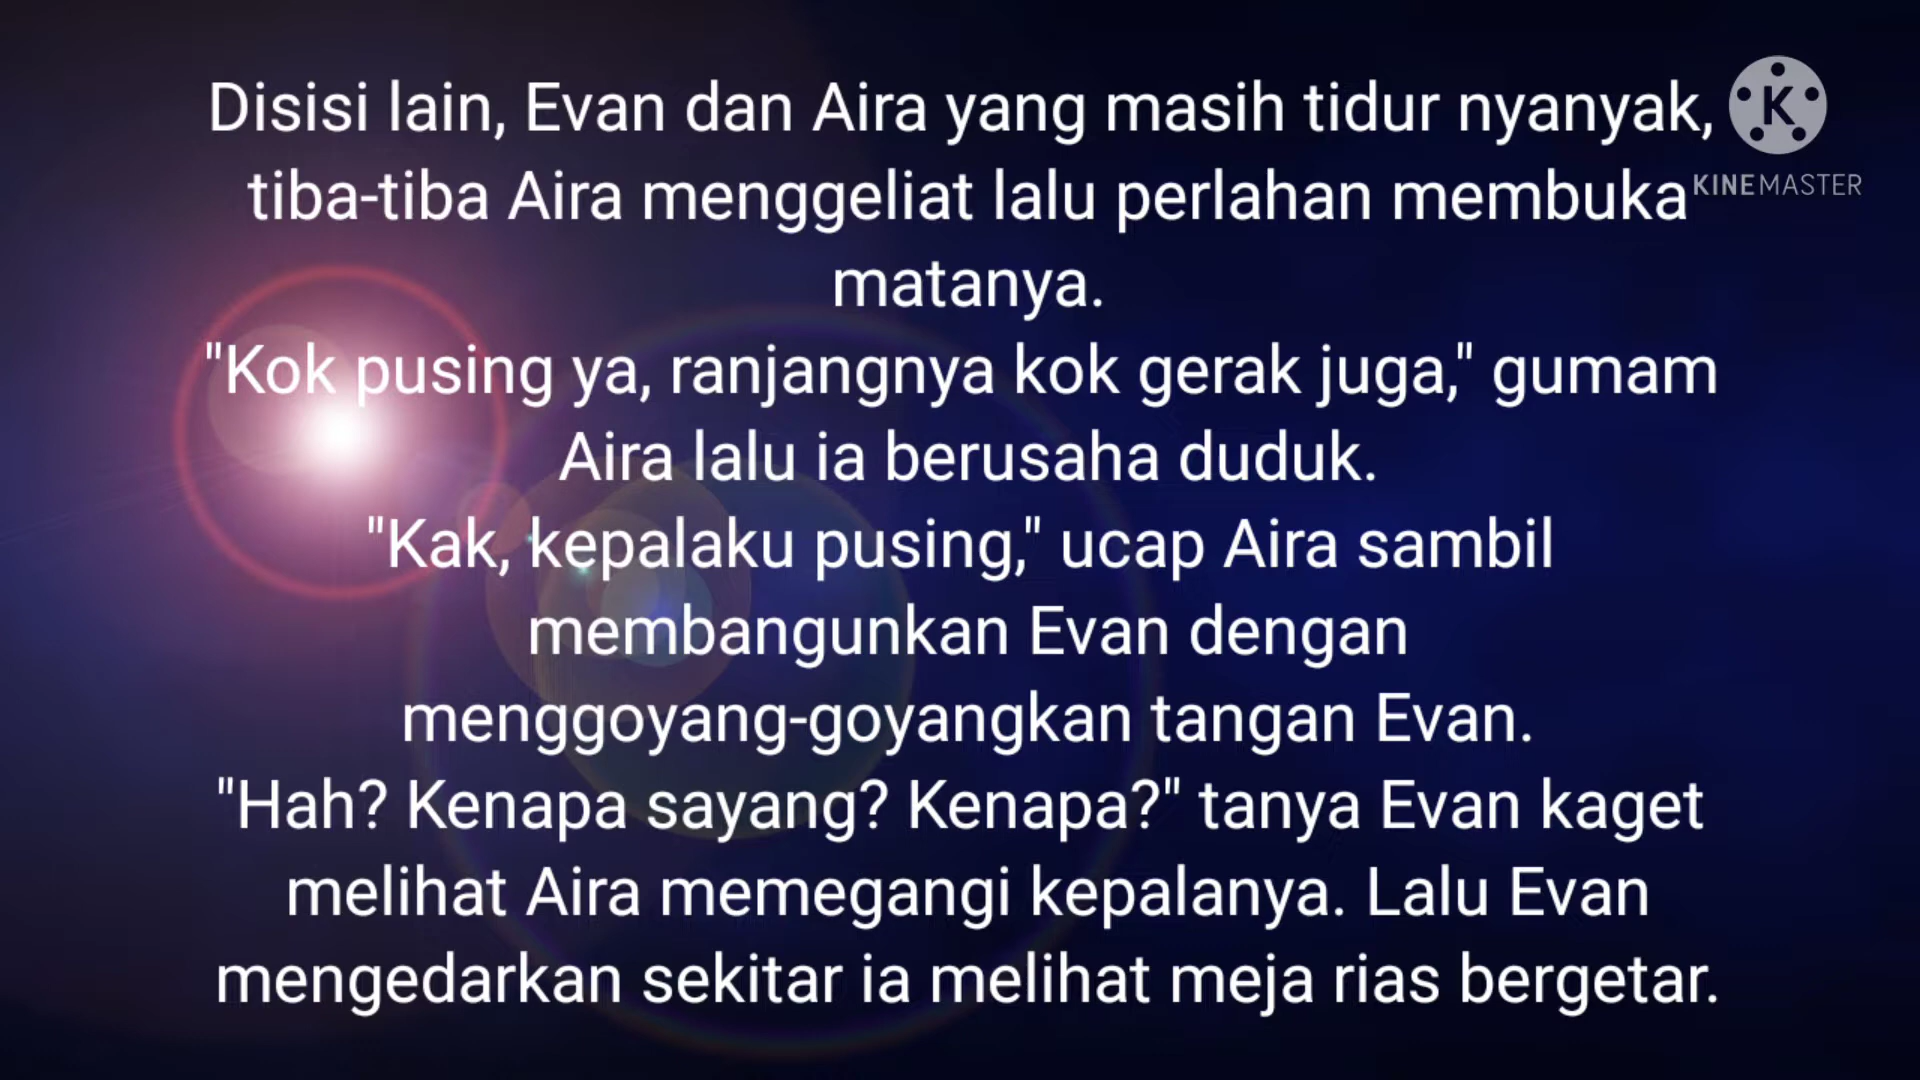 Disisi lain, Evan dan Aira yang masih tidur nyanyak,
tiba-tiba Aira menggeliat lalu perlahan membuka
matanya.
"Kok pusing ya, ranjangnya kok gerak juga," gumam
Aira lalu ia berusaha duduk.
"Kak, kepalaku pusing," ucap Aira sambil
membangunkan Evan dengan
menggoyang-goyangkan tangan Evan.
"Hah? Kenapa sayang? Kenapa?" tanya Evan kaget
melihat Aira memegangi kepalanya. Lalu Evan
mengedarkan sekitar ia melihat meja rias bergetar.
K
KINEMASTER